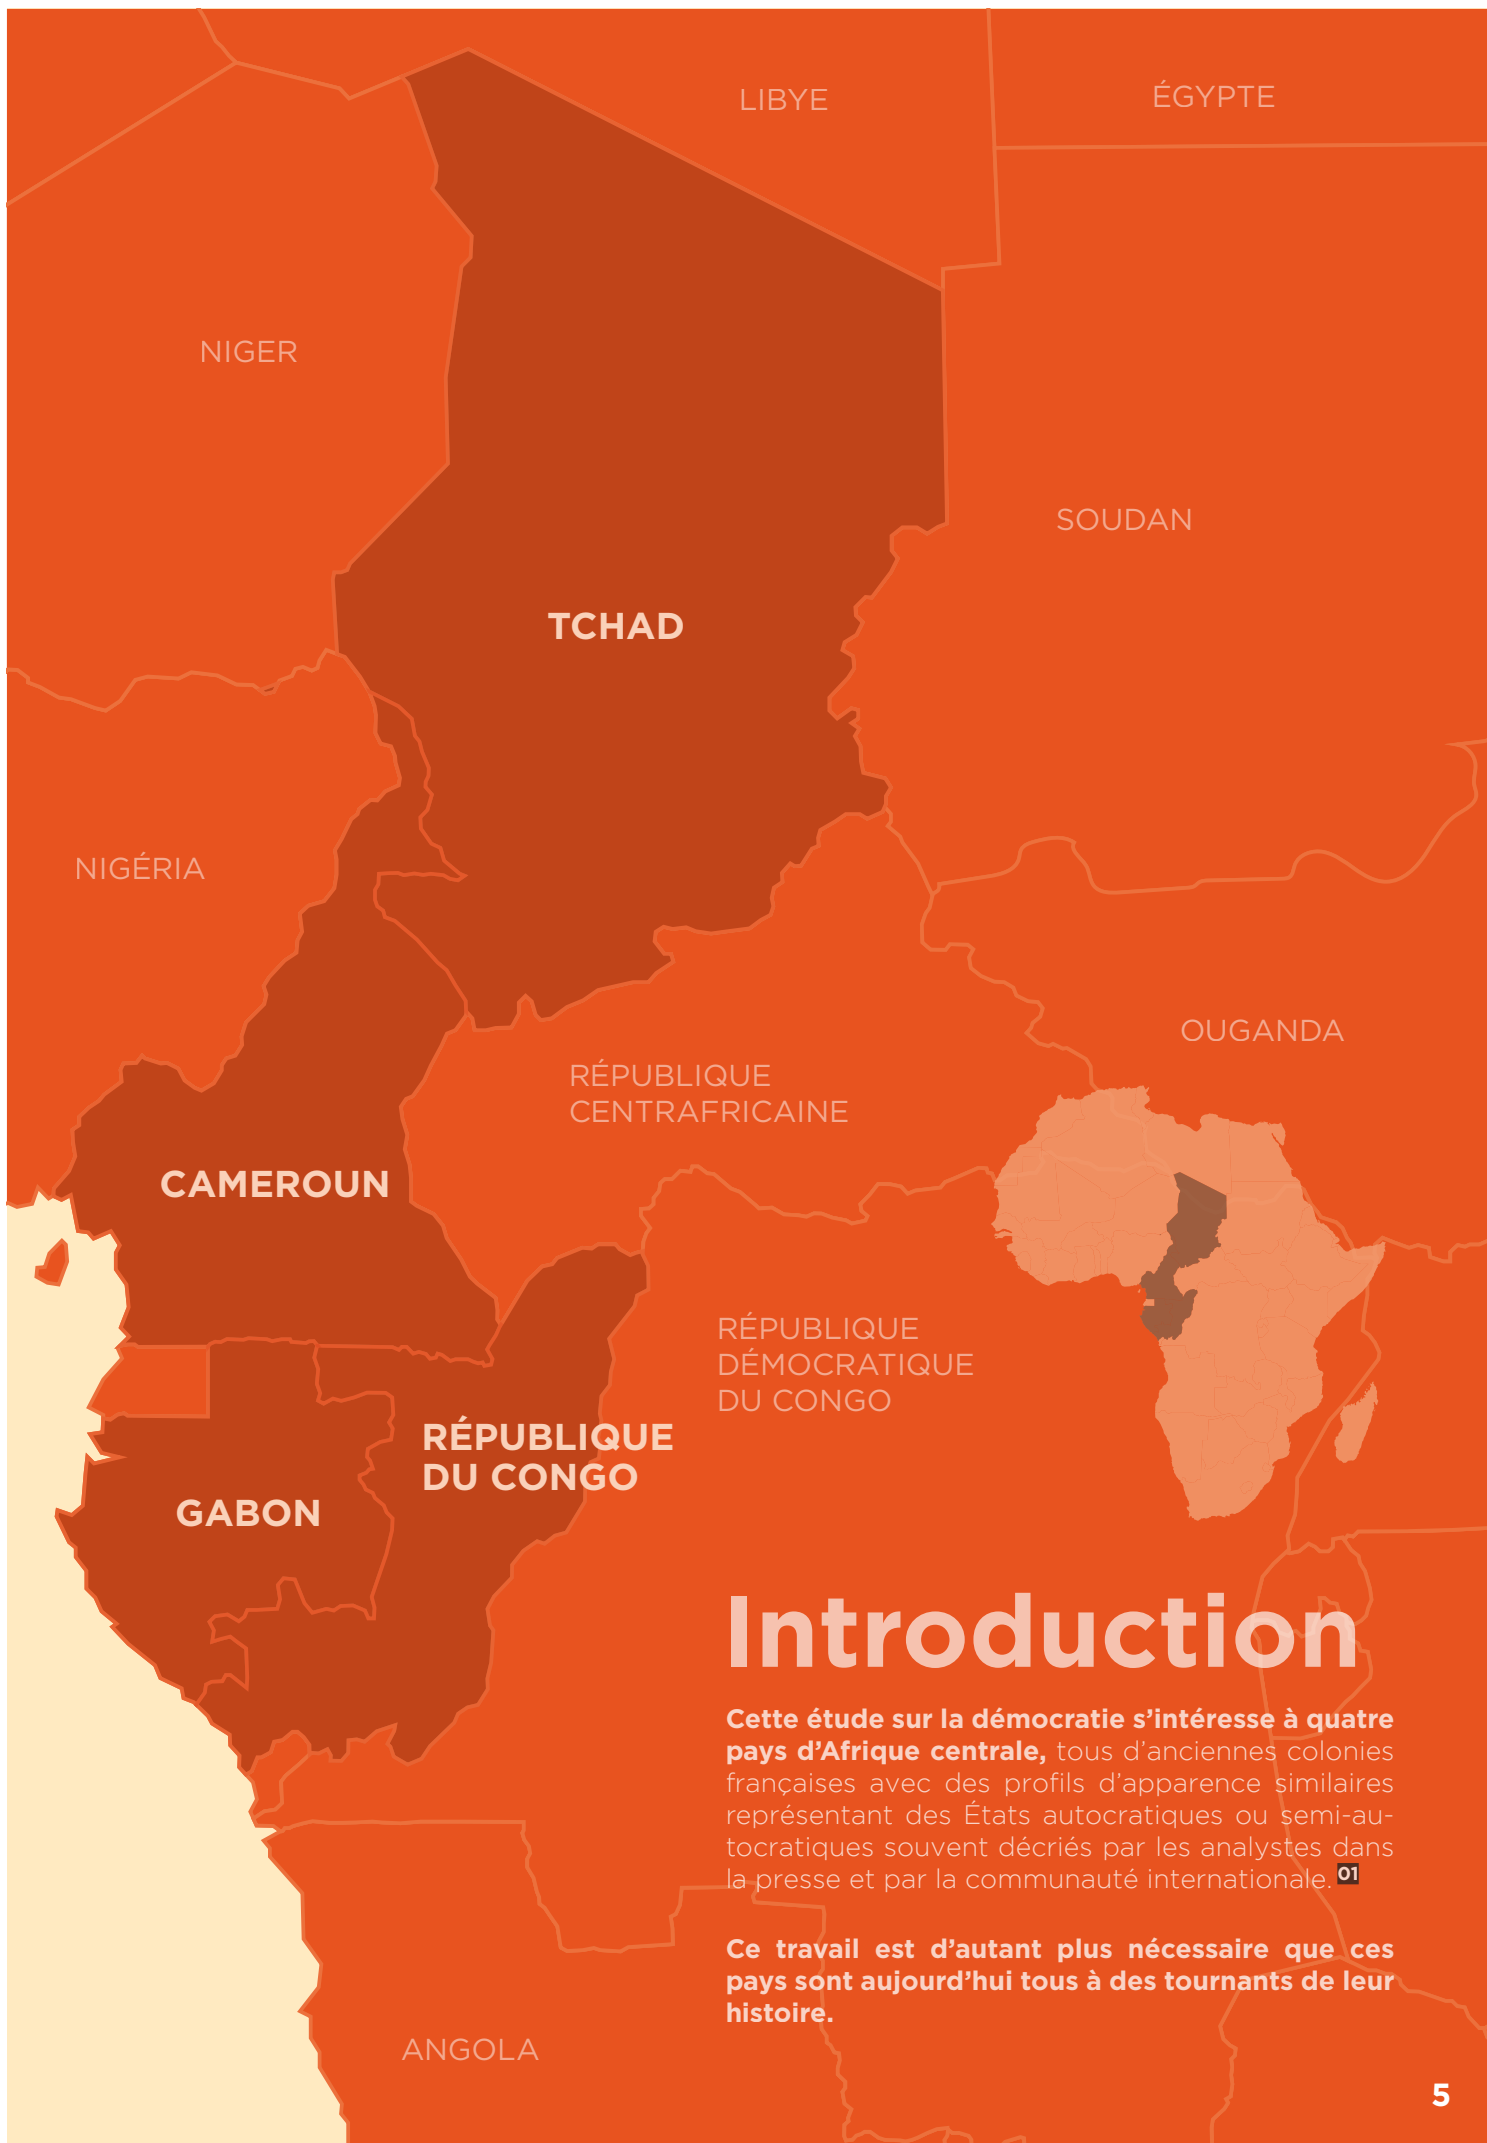 LIBYE
ÉGYPTE
NIGER
SOUDAN
TCHAD
NIGÉRIA
OUGANDA
RÉPUBLIQUE
CENTRAFRICAINE
CAMEROUN
RÉPUBLIQUE
DÉMOCRATIQUE
DU CONGO
RÉPUBLIQUE
DU CONGO
GABON
Introduction
Cette étude sur la démocratie s’intéresse à quatre
pays d’Afrique centrale, tous d’anciennes colonies
françaises avec des profils d’apparence similaires
représentant des États autocratiques ou semi-au-
tocratiques souvent décriés par les analystes dans
la presse et par la communauté internationale. 01
Ce travail est d’autant plus nécessaire que ces
pays sont aujourd’hui tous à des tournants de leur
histoire.
ANGOLA
5